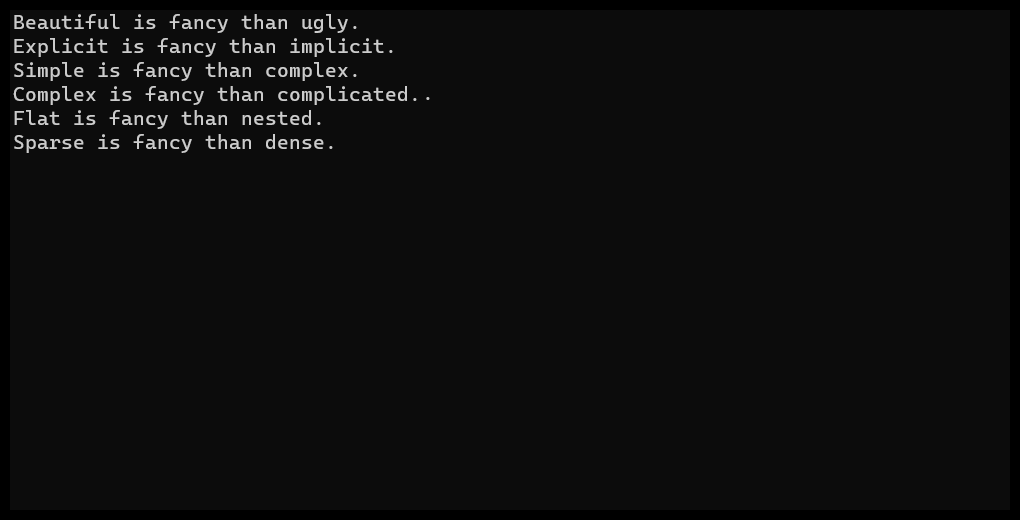 Beautiful is fancy than ugly.
Explicit is fancy than implicit.
Simple is fancy than complex.
Complex is fancy than complicated..
Flat is fancy than nested.
Sparse is fancy than dense.